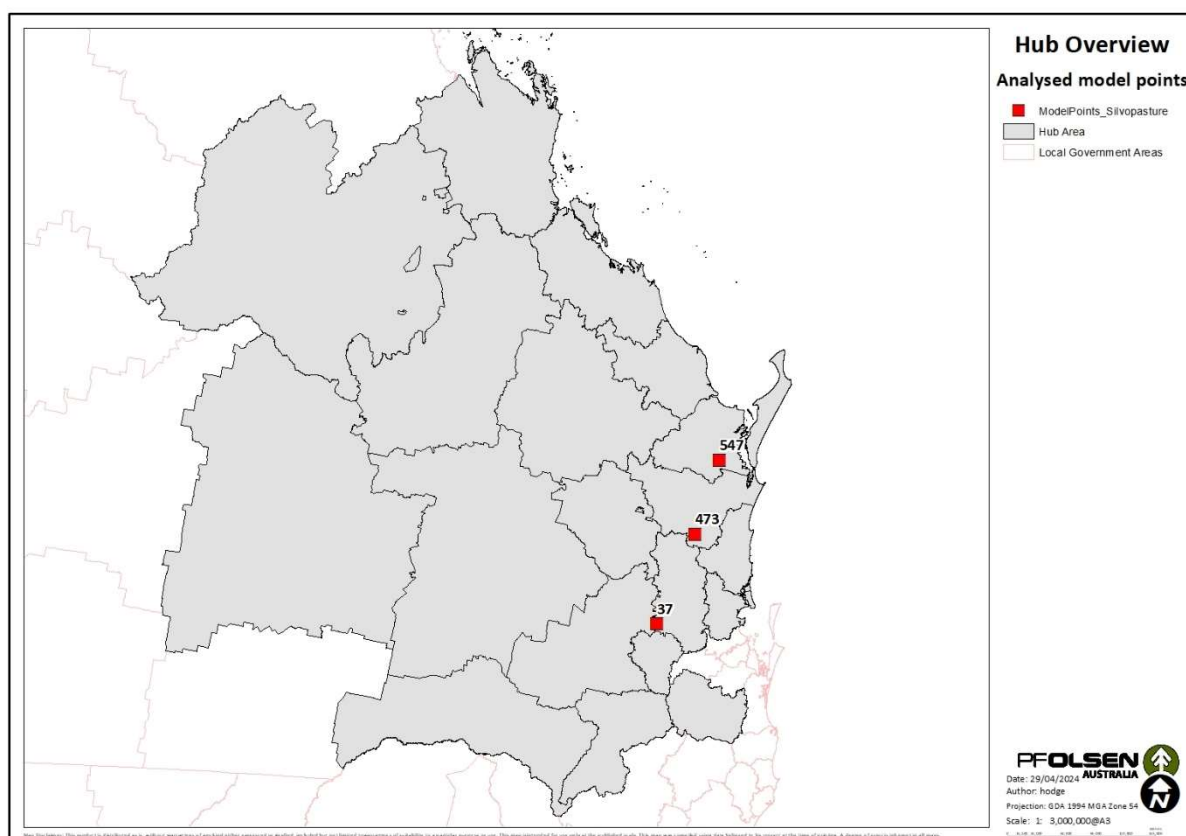 Hub Overview
Analysed model points
ModelPoints_Silvopasture
Hub Area
Local Government Areas
547
473
37
PFOLSEN
AUSTRALIA
Date: 29/04/2024
Author: hodge
Projection: GDA 1994 MGA Zone 54
Scale: 1: 3,000,000@A3